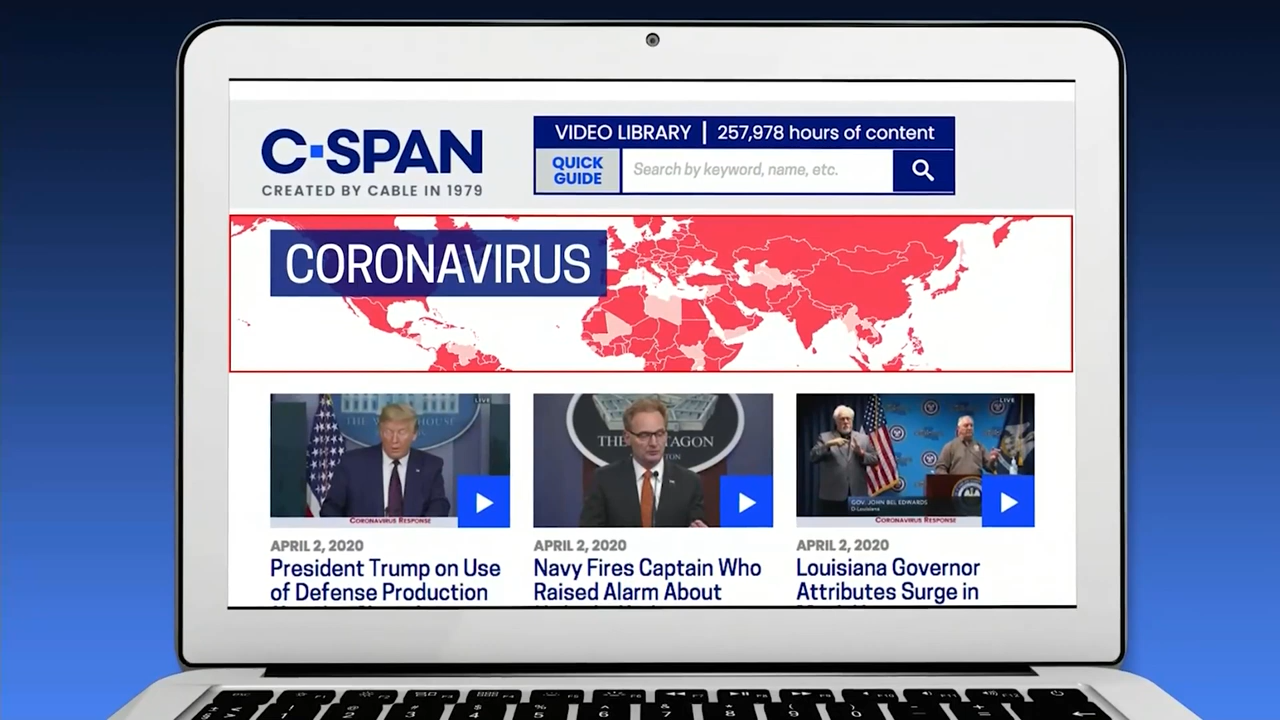 C-SPAN
CREATED BY CABLE IN 1979
VIDEO LIBRARY | 257,978 hours of content
QUICK
GUIDE
Search by keyword, name, etc.
CORONAVIRUS
LIVE
CORONAVIRUS RESPONSE
APRIL 2, 2020
President Trump on Use
of Defense Production
THE PENTAGON
APRIL 2, 2020
Navy Fires Captain Who
Raised Alarm About
LIVE
GOV. JOHN BEL EDWARDS
D-Louisiana
CORONAVIRUS RESPONSE
APRIL 2, 2020
Louisiana Governor
Attributes Surge in